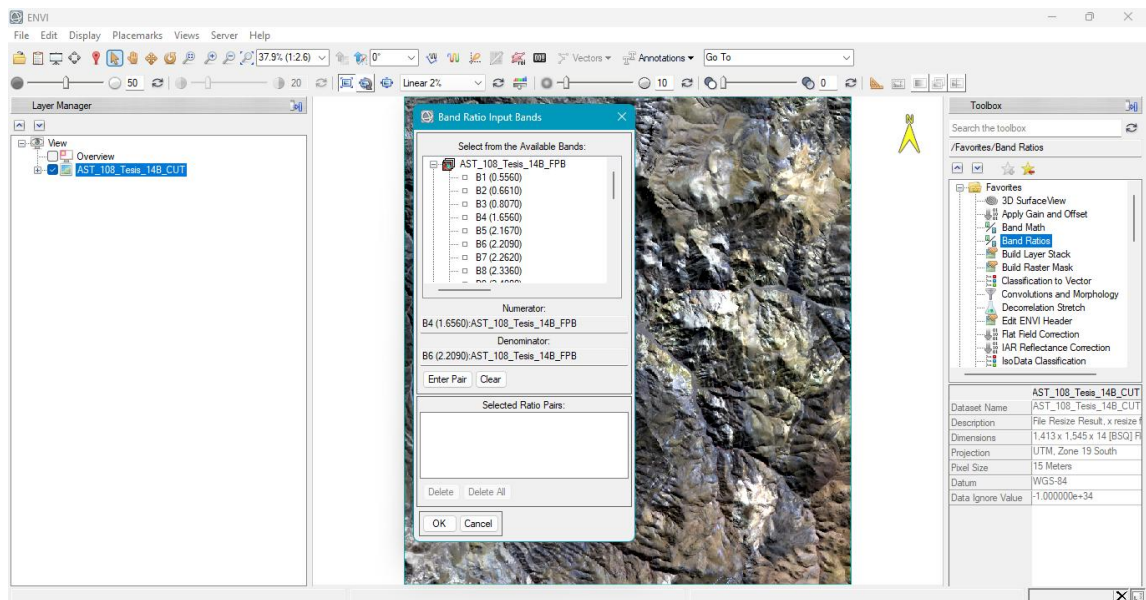 ENVI
File Edit Display Placemarks Views Server Help
37.9% (1:2.6) 0° Vectors Annotations Go To
50 20 Linear 2% 10 0
Layer Manager
View
Overview
AST_108_Tesis_14B_CUT
Band Ratio Input Bands
Select from the Available Bands:
AST_108_Tesis_14B_FPB
B1 (0.5560)
B2 (0.6610)
B3 (0.8070)
B4 (1.6560)
B5 (2.1670)
B6 (2.2090)
B7 (2.2620)
B8 (2.3360)
Numerator:
B4 (1.6560):AST_108_Tesis_14B_FPB
Denominator:
B6 (2.2090):AST_108_Tesis_14B_FPB
Enter Pair Clear
Selected Ratio Pairs:
Delete Delete All
OK Cancel
N
Toolbox
Search the toolbox
/Favorites/Band Ratios
Favorites
3D SurfaceView
Apply Gain and Offset
Band Math
Band Ratios
Build Layer Stack
Build Raster Mask
Classification to Vector
Convolutions and Morphology
Decorrelation Stretch
Edit ENVI Header
Flat Field Correction
IAR Reflectance Correction
IsoData Classification
AST_108_Tesis_14B_CUT
Dataset Name AST_108_Tesis_14B_CUT
Description File Resize Result, x resize f
Dimensions 1,413 x 1,545 x 14 [BSQ] Fl
Projection UTM, Zone 19 South
Pixel Size 15 Meters
Datum WGS-84
Data Ignore Value -1.000000e+34